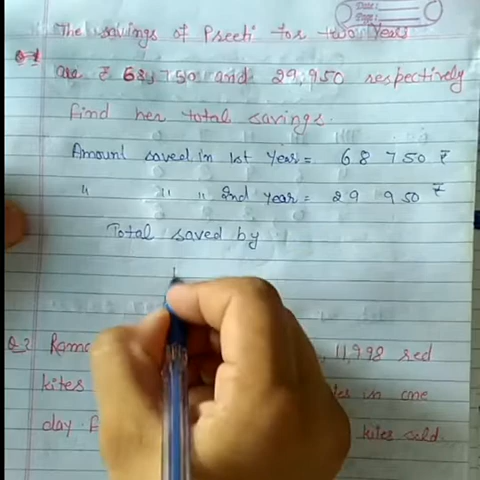 Date:
Page:
The savings of Preeti for two years
Q-1 are ₹ 68,750 and 29,950 respectively
find her total savings.
Amount saved in 1st Year = 68 750 ₹
" " " 2nd year = 29 950 ₹
Total saved by
Q.2 11,998 red
kites in one
day kites sold